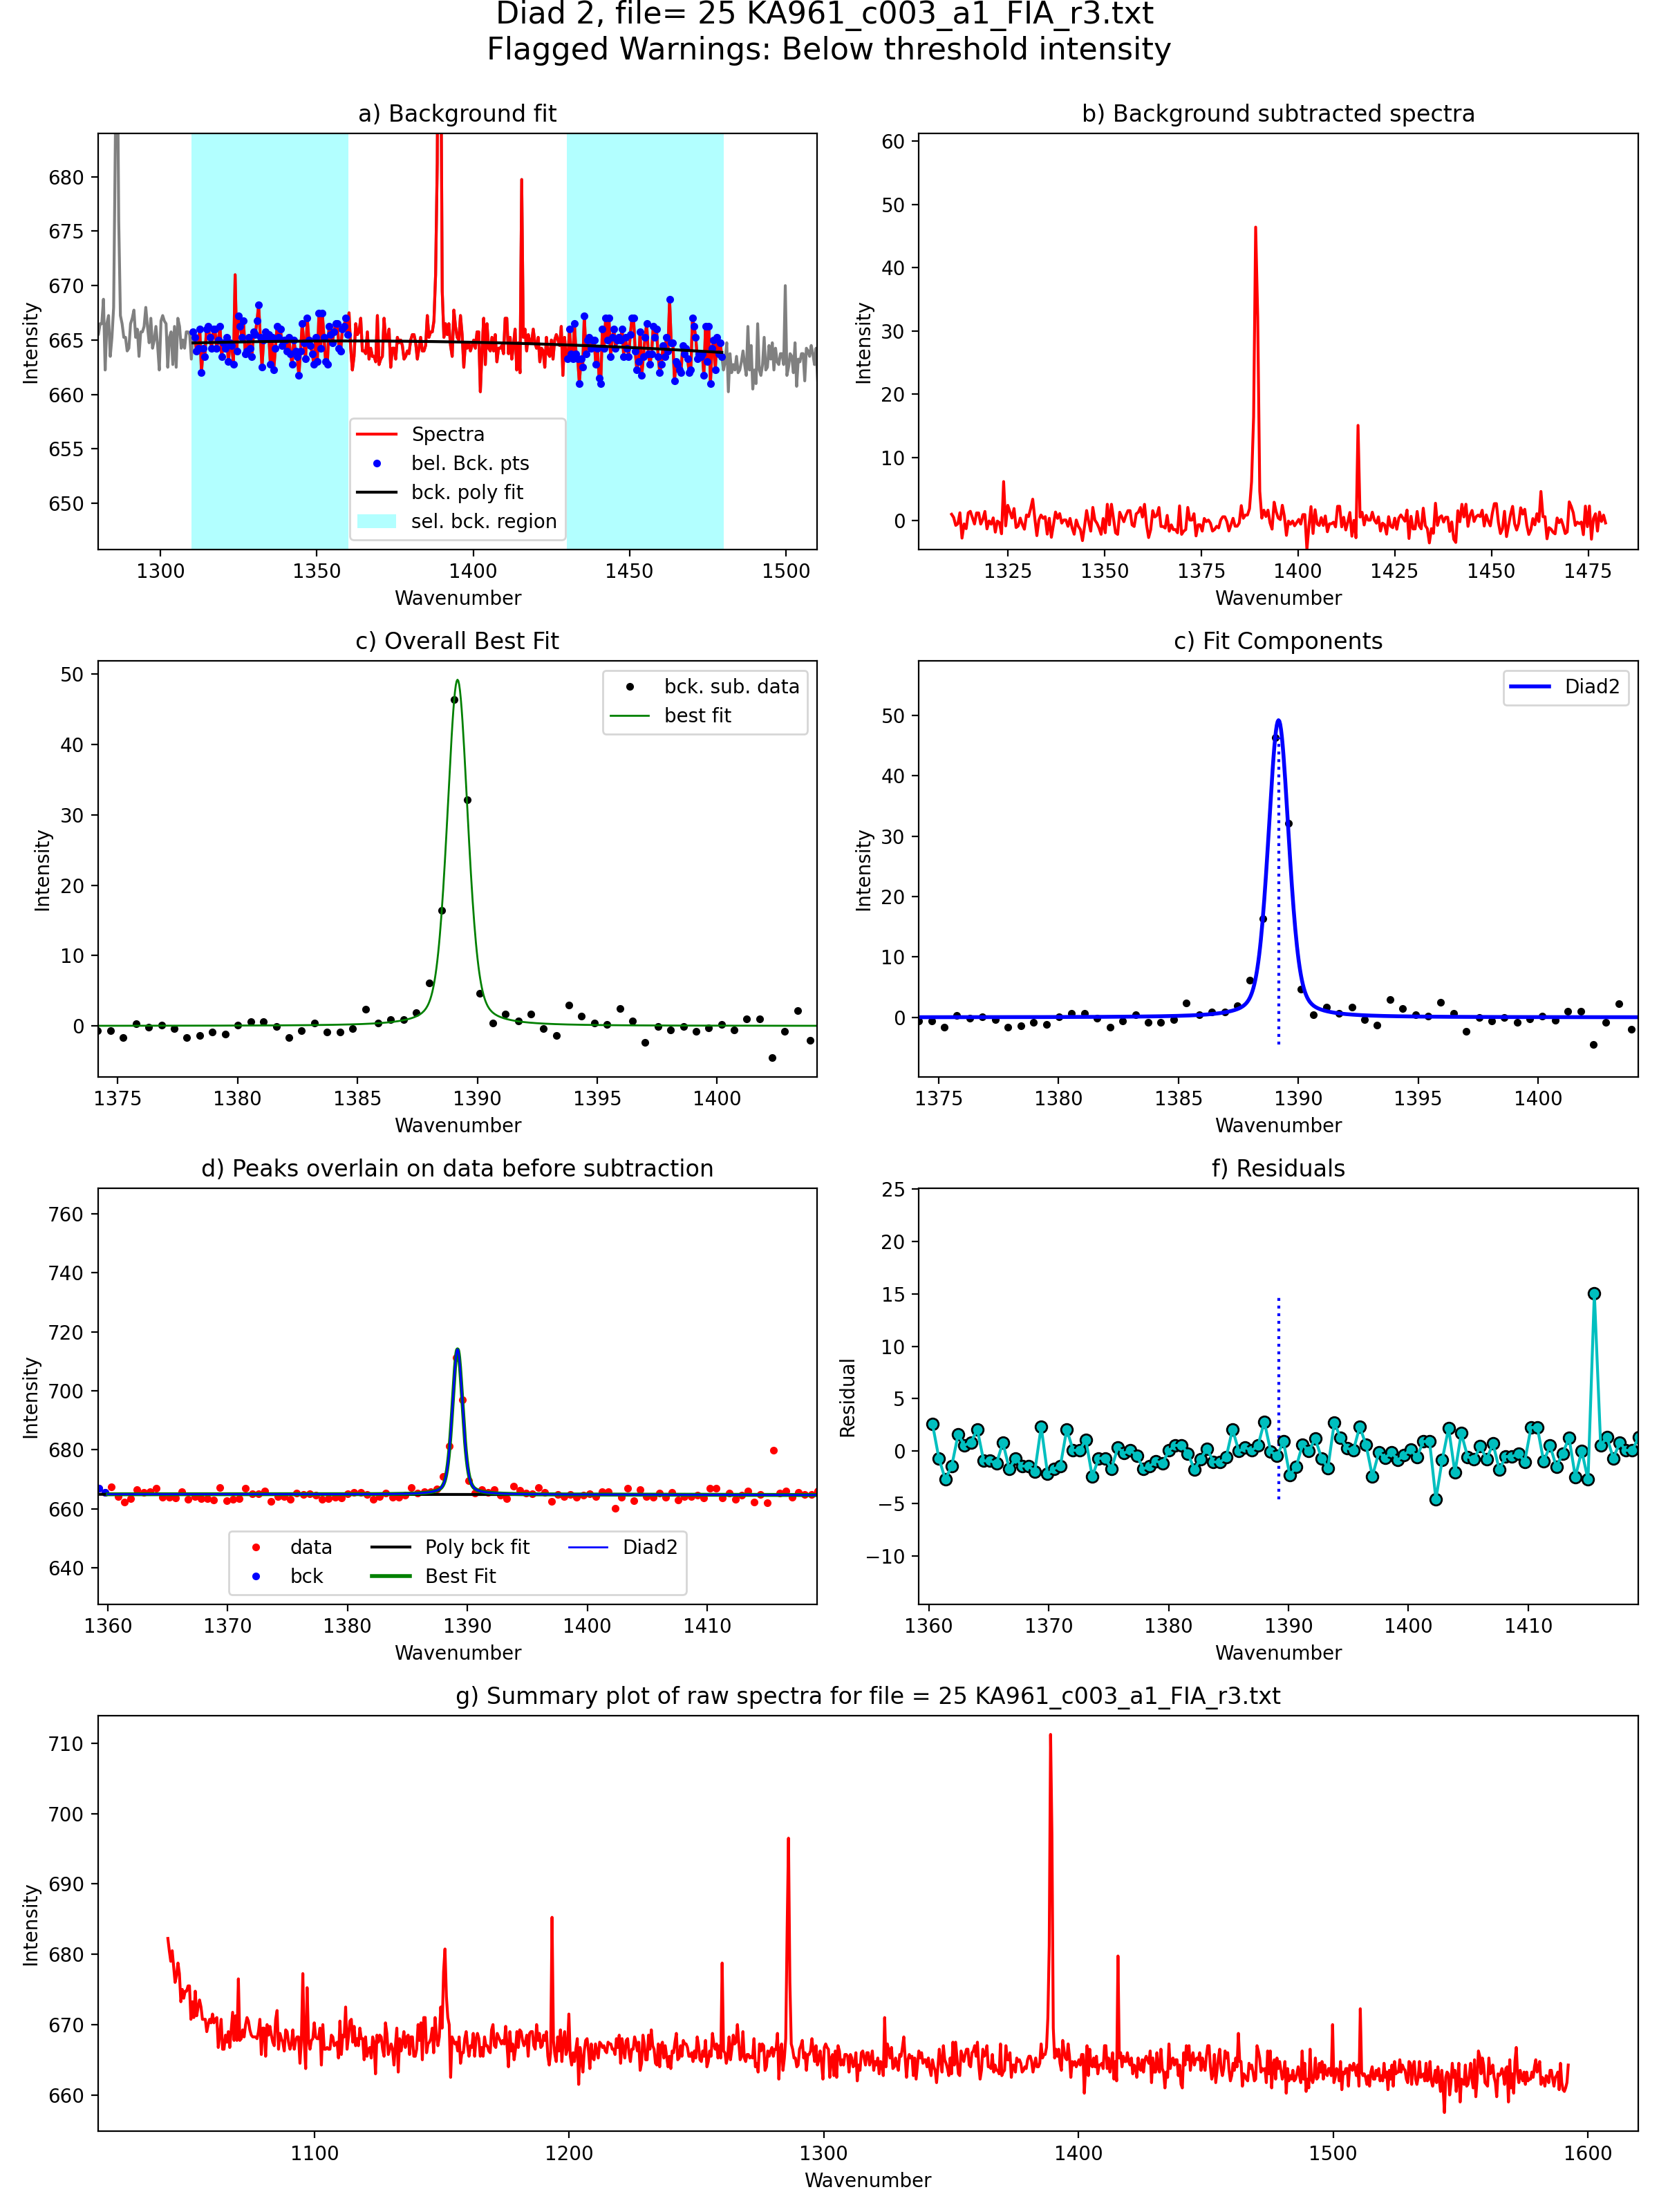 Diad 2, file= 25 KA961_c003_a1_FIA_r3.txt
Flagged Warnings: Below threshold intensity
a) Background fit
Intensity
680
675
670
665
660
655
650
Spectra
bel. Bck. pts
bck. poly fit
sel. bck. region
1300 1350 1400 1450 1500
Wavenumber
b) Background subtracted spectra
Intensity
60
50
40
30
20
10
0
1325 1350 1375 1400 1425 1450 1475
Wavenumber
c) Overall Best Fit
Intensity
50
40
30
20
10
0
bck. sub. data
best fit
1375 1380 1385 1390 1395 1400
Wavenumber
c) Fit Components
Intensity
50
40
30
20
10
0
Diad2
1375 1380 1385 1390 1395 1400
Wavenumber
d) Peaks overlain on data before subtraction
Intensity
760
740
720
700
680
660
640
data Poly bck fit Diad2
bck Best Fit
1360 1370 1380 1390 1400 1410
Wavenumber
f) Residuals
Residual
25
20
15
10
5
0
−5
−10
1360 1370 1380 1390 1400 1410
Wavenumber
g) Summary plot of raw spectra for file = 25 KA961_c003_a1_FIA_r3.txt
Intensity
710
700
690
680
670
660
1100 1200 1300 1400 1500 1600
Wavenumber